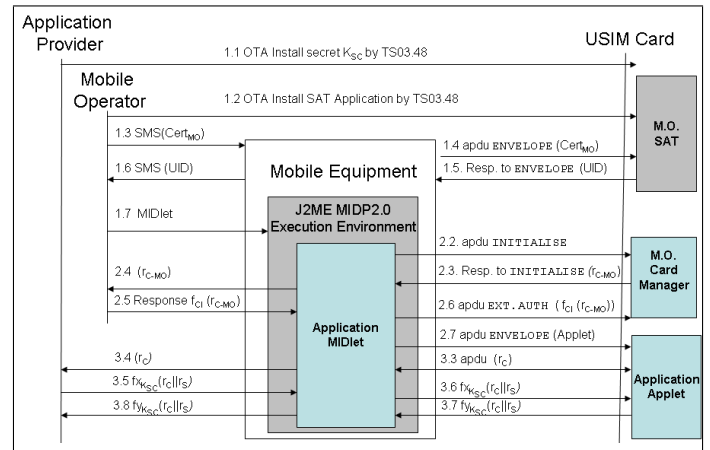 Application
Provider
USIM Card
1.1 OTA Install secret K_SC by TS03.48
Mobile
Operator
1.2 OTA Install SAT Application by TS03.48
M.O.
SAT
1.3 SMS(Cert_MO)
1.4 apdu ENVELOPE (Cert_MO)
1.6 SMS (UID)
1.5. Resp. to ENVELOPE (UID)
Mobile Equipment
1.7 MIDlet
J2ME MIDP2.0
Execution Environment
2.2. apdu INITIALISE
M.O.
Card
Manager
2.3. Resp. to INITIALISE (r_C-MO)
2.4 (r_C-MO)
2.5 Response f_CI (r_C-MO)
2.6 apdu EXT.AUTH ( f_CI (r_C-MO))
Application
MIDlet
2.7 apdu ENVELOPE (Applet)
3.4 (r_C)
3.3 apdu (r_C)
Application
Applet
3.5 fx_KSC(r_C||r_S)
3.6 fx_KSC(r_C||r_S)
3.8 fy_KSC(r_C||r_S)
3.7 fy_KSC(r_C||r_S)